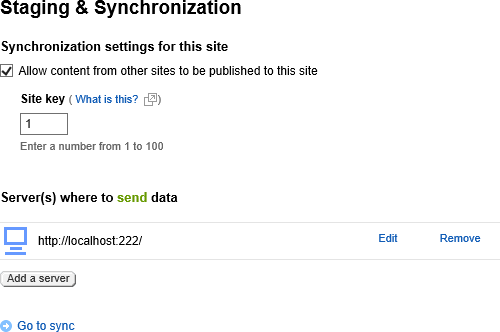 Staging & Synchronization
Synchronization settings for this site
Allow content from other sites to be published to this site
Site key ( What is this? )
1
Enter a number from 1 to 100
Server(s) where to send data
http://localhost:222/ Edit Remove
Add a server
Go to sync